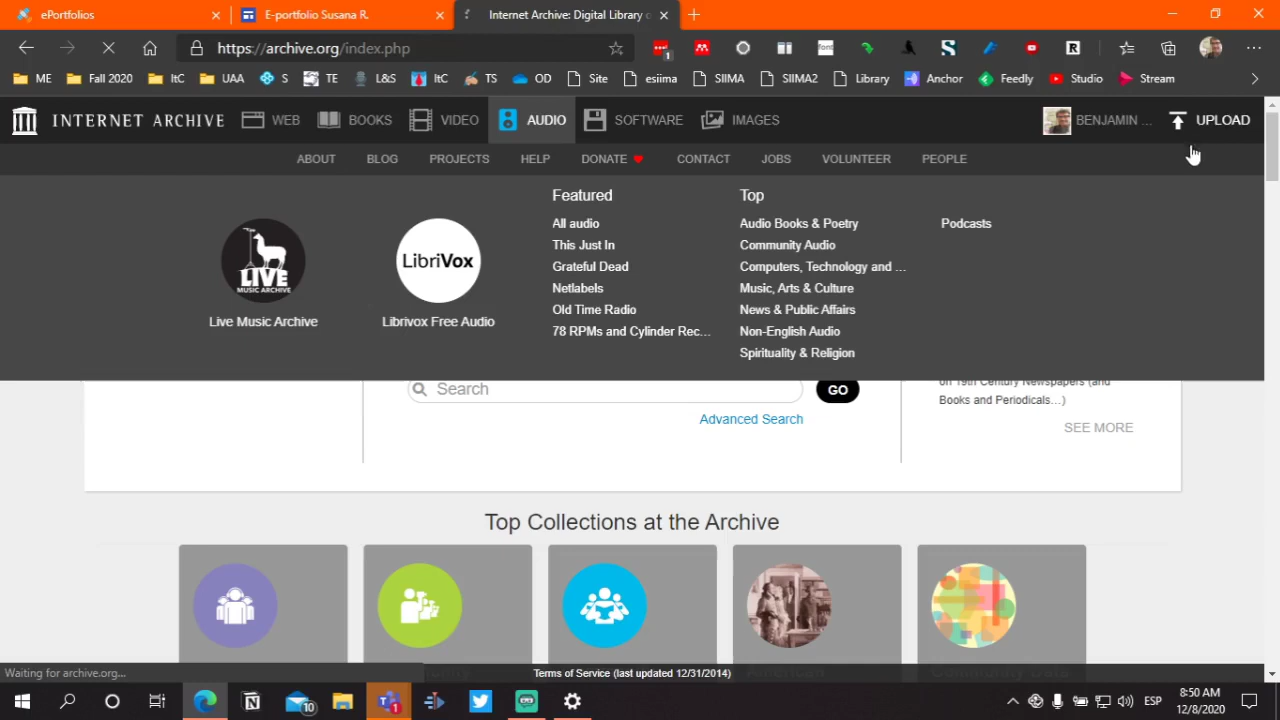 ePortfolios
E-portfolio Susana R.
Internet Archive: Digital Library o
https://archive.org/index.php
ME Fall 2020 ItC UAA S TE L&S ItC TS OD Site esiima SIIMA SIIMA2 Library Anchor Feedly Studio Stream
INTERNET ARCHIVE WEB BOOKS VIDEO AUDIO SOFTWARE IMAGES BENJAMIN ... UPLOAD
ABOUT BLOG PROJECTS HELP DONATE CONTACT JOBS VOLUNTEER PEOPLE
LIVE
MUSIC ARCHIVE
Live Music Archive
LibriVox
Librivox Free Audio
Featured
All audio
This Just In
Grateful Dead
Netlabels
Old Time Radio
78 RPMs and Cylinder Rec...
Top
Audio Books & Poetry
Community Audio
Computers, Technology and ...
Music, Arts & Culture
News & Public Affairs
Non-English Audio
Spirituality & Religion
Podcasts
Search GO
Advanced Search
on 19th Century Newspapers (and
Books and Periodicals…)
SEE MORE
Top Collections at the Archive
Waiting for archive.org...
Terms of Service (last updated 12/31/2014)
American
Community Data
10
1
ESP
8:50 AM
12/8/2020